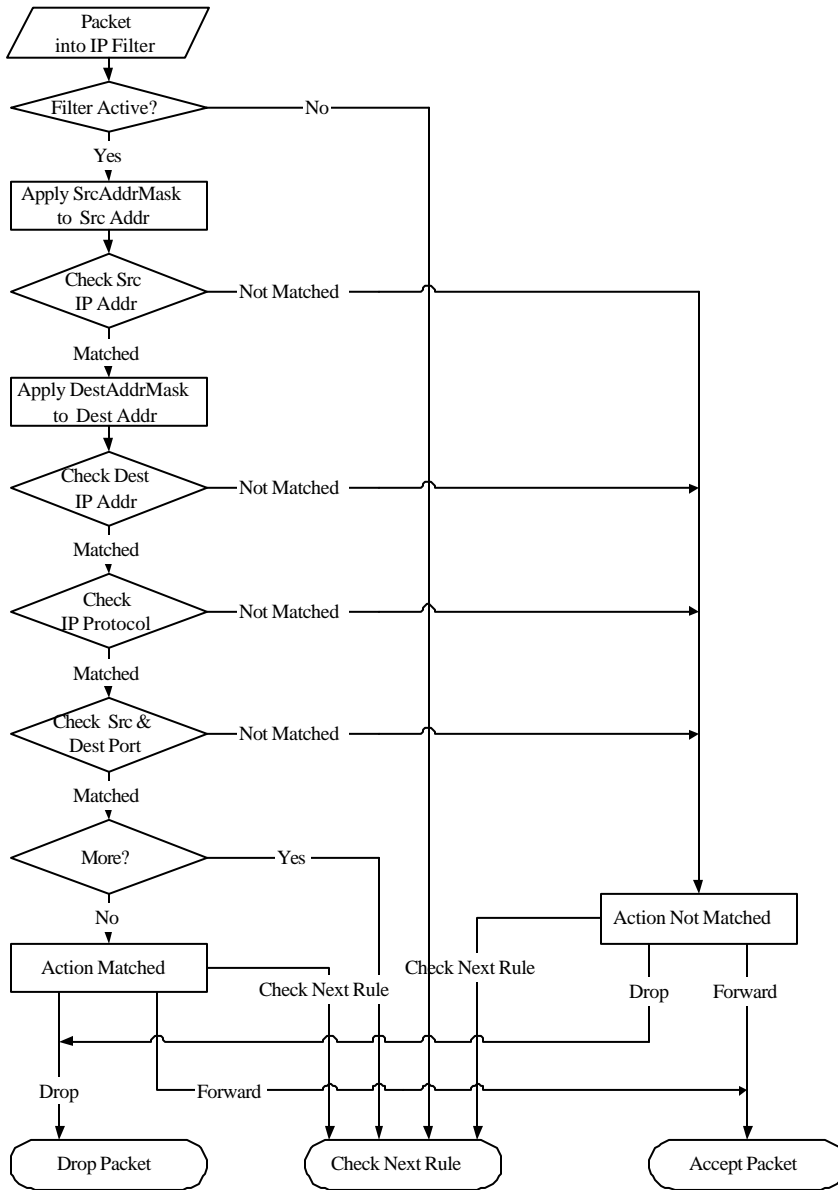 Packet
into IP Filter
Filter Active?
No
Yes
Apply SrcAddrMask
to Src Addr
Check Src
IP Addr
Not Matched
Matched
Apply DestAddrMask
to Dest Addr
Check Dest
IP Addr
Not Matched
Matched
Check
IP Protocol
Not Matched
Matched
Check Src &
Dest Port
Not Matched
Matched
More?
Yes
No
Action Not Matched
Action Matched
Check Next Rule
Check Next Rule
Drop
Forward
Drop
Forward
Drop Packet
Check Next Rule
Accept Packet